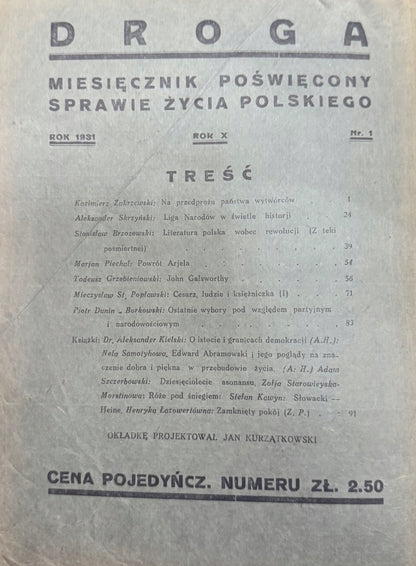 DROGA
MIESIĘCZNIK POŚWIĘCONY
SPRAWIE ŻYCIA POLSKIEGO
ROK 1931 ROK X Nr. 1
TREŚĆ
Kazimierz Zakrzewski: Na przedprożu państwa wytwórców 1
Aleksander Skrzyński: Liga Narodów w świetle historji . . . . 24
Stanisław Brzozowski: Literatura polska wobec rewolucji (Z teki
pośmiertnej) . . . . . . . . . . 39
Marjan Piechal: Powrót Arjela . . . . . . . . 54
Tadeusz Grzebieniowski: John Galsworthy . . . . . . 56
Mieczysław St. Popławski: Cesarz, ludzie i księżniczka (I) . . . 71
Piotr Dunin - Borkowski: Ostatnie wybory pod względem partyjnym
i narodowościowym . . . . . . . . . 83
Książki: Dr. Aleksander Kielski: O istocie i granicach demokracji (A.H.);
Nela Samotyhowa, Edward Abramowski i jego poglądy na zna-
czenie dobra i piękna w przebudowie życia. (A. H.) Adam
Szczerbowski: Dziesięciolecie asonansu, Zofja Starowieyska-
Morstinowa: Róże pod śniegiem: Stefan Kawyn: Słowacki —
Heine, Henryka Łazowertówna: Zamknięty pokój (Z. P.) . . 91
OKŁADKĘ PROJEKTOWAŁ JAN KURZĄTKOWSKI
CENA POJEDYŃCZ. NUMERU ZŁ. 2.50